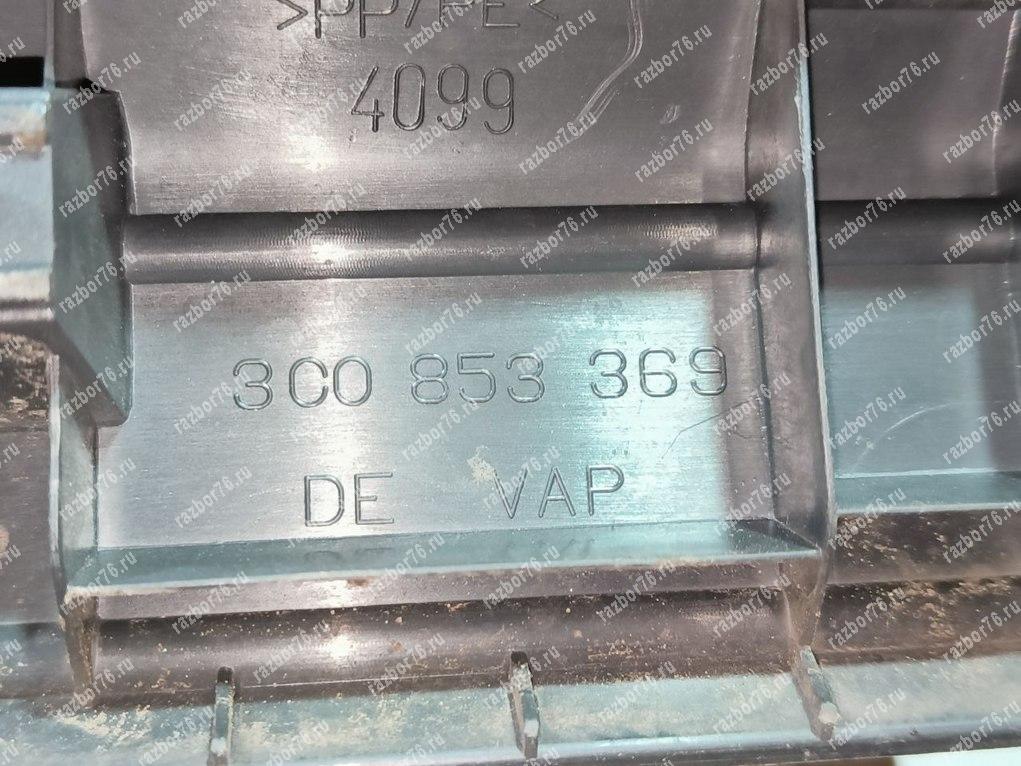 >PP/PE<
4099
3C0 853 369
DE VAP
razbor76.ru